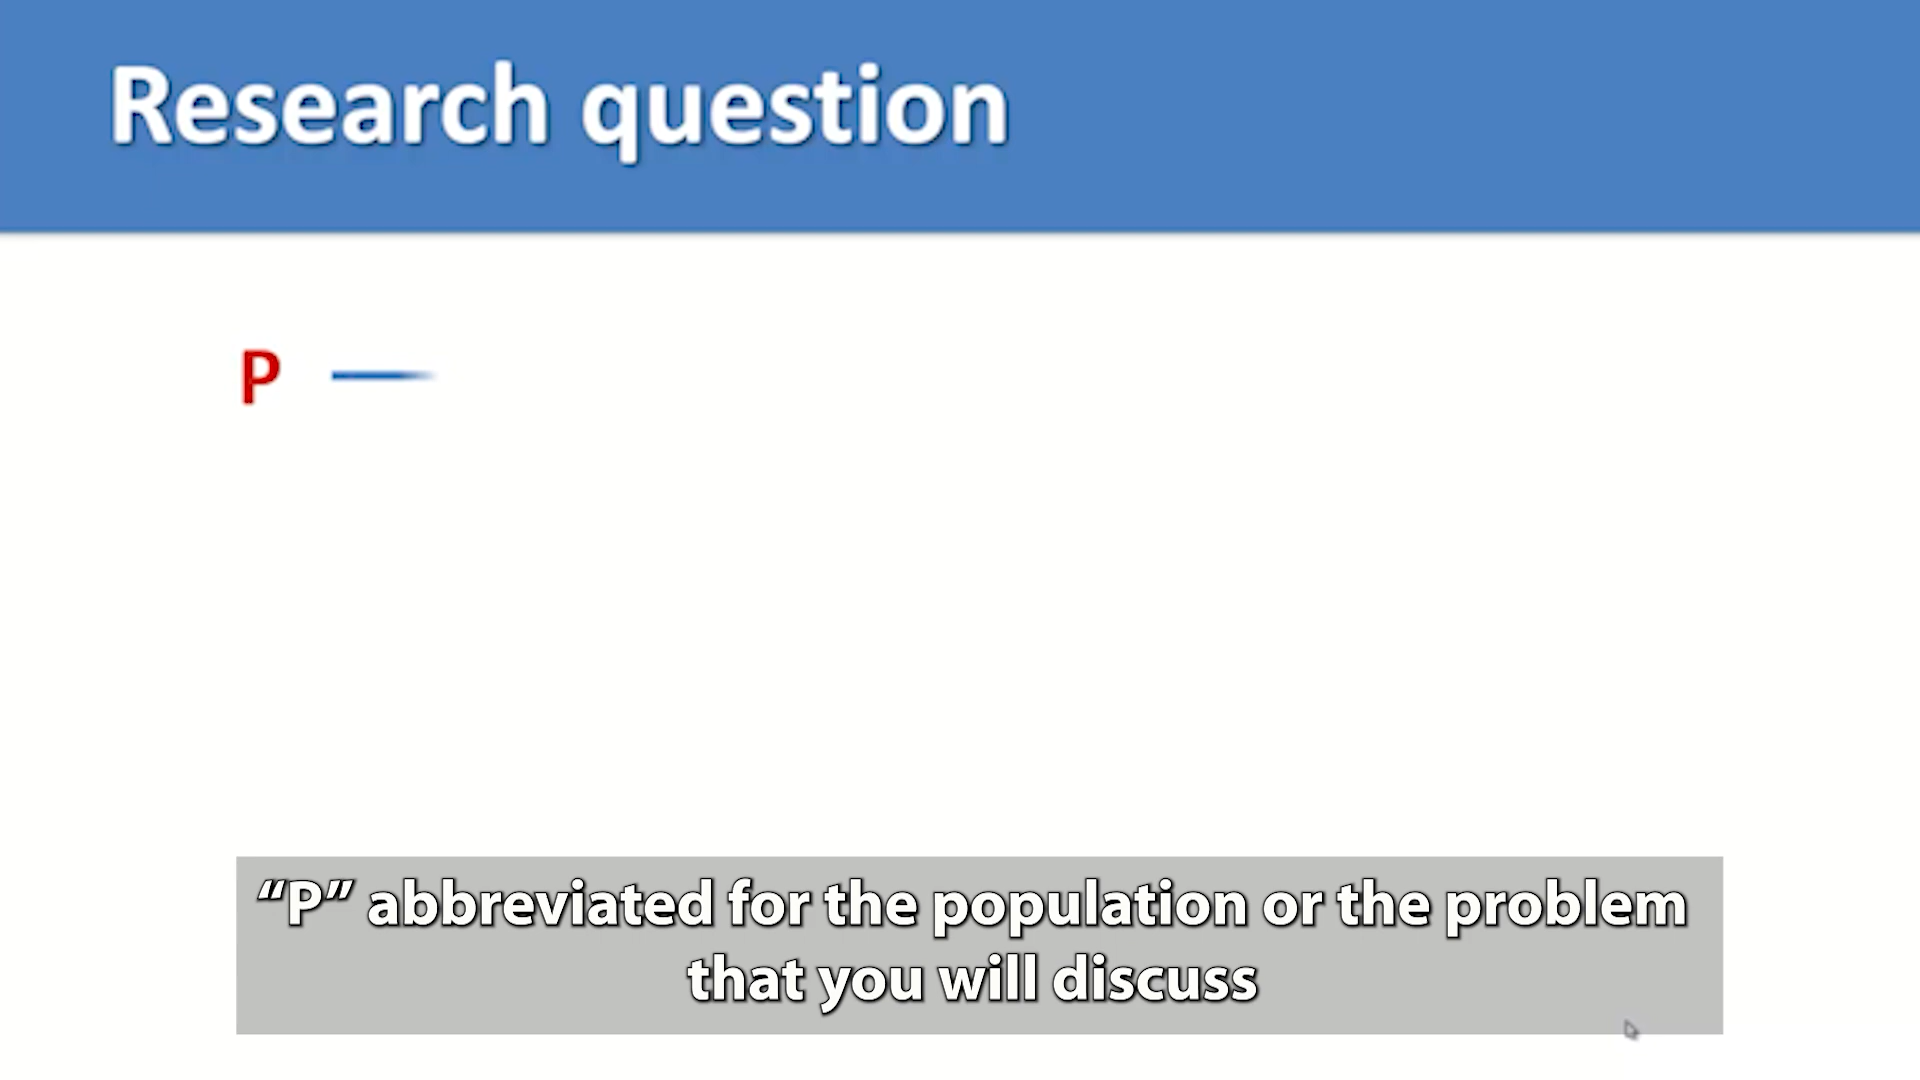 Research question
P
“P” abbreviated for the population or the problem
that you will discuss